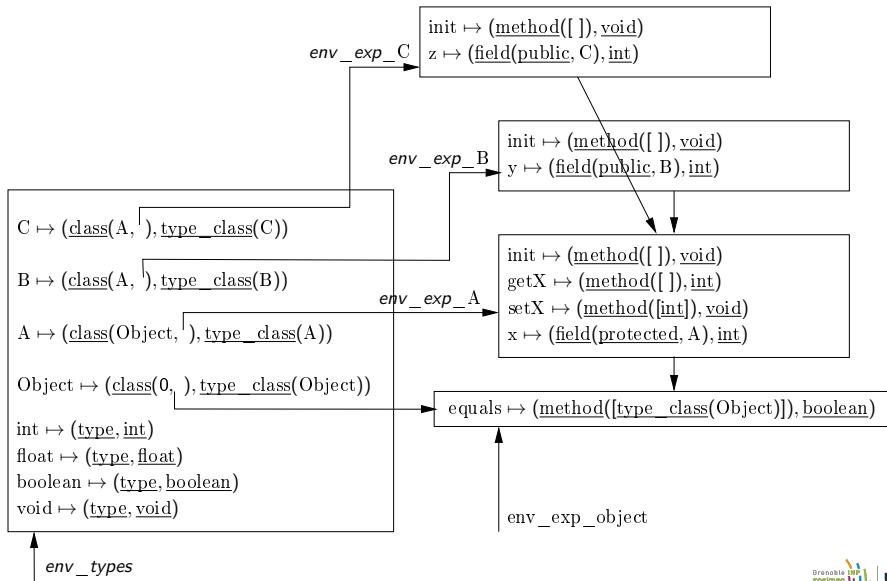 init ↦ (method([ ]), void)
z ↦ (field(public, C), int)
env_exp_C
init ↦ (method([ ]), void)
y ↦ (field(public, B), int)
env_exp_B
C ↦ (class(A, ), type_class(C))
B ↦ (class(A, ), type_class(B))
A ↦ (class(Object, ), type_class(A))
Object ↦ (class(0, ), type_class(Object))
int ↦ (type, int)
float ↦ (type, float)
boolean ↦ (type, boolean)
void ↦ (type, void)
env_types
env_exp_A
init ↦ (method([ ]), void)
getX ↦ (method([ ]), int)
setX ↦ (method([int]), void)
x ↦ (field(protected, A), int)
equals ↦ (method([type_class(Object)]), boolean)
env_exp_object
Grenoble INP